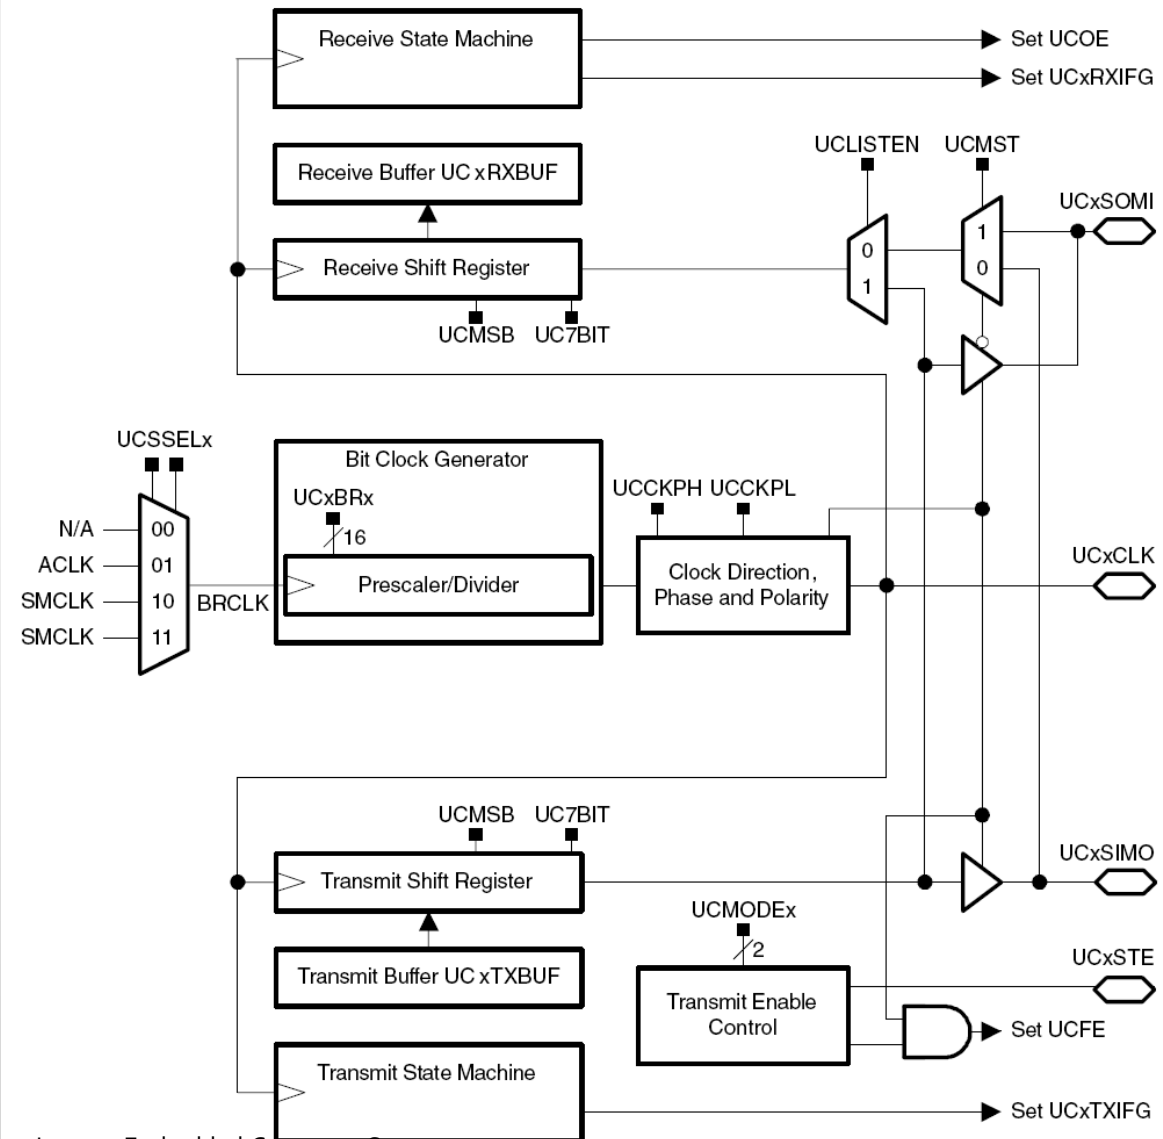 Receive State Machine
Set UCOE
Set UCxRXIFG
UCLISTEN
UCMST
Receive Buffer UC xRXBUF
UCxSOMI
1
0
0
1
Receive Shift Register
UCMSB
UC7BIT
UCSSELx
Bit Clock Generator
UCxBRx
16
UCCKPH
UCCKPL
N/A
00
ACLK
01
SMCLK
10
SMCLK
11
BRCLK
Prescaler/Divider
Clock Direction,
Phase and Polarity
UCxCLK
UCMSB
UC7BIT
Transmit Shift Register
UCxSIMO
UCMODEx
2
Transmit Buffer UC xTXBUF
Transmit Enable
Control
UCxSTE
Set UCFE
Transmit State Machine
Set UCxTXIFG